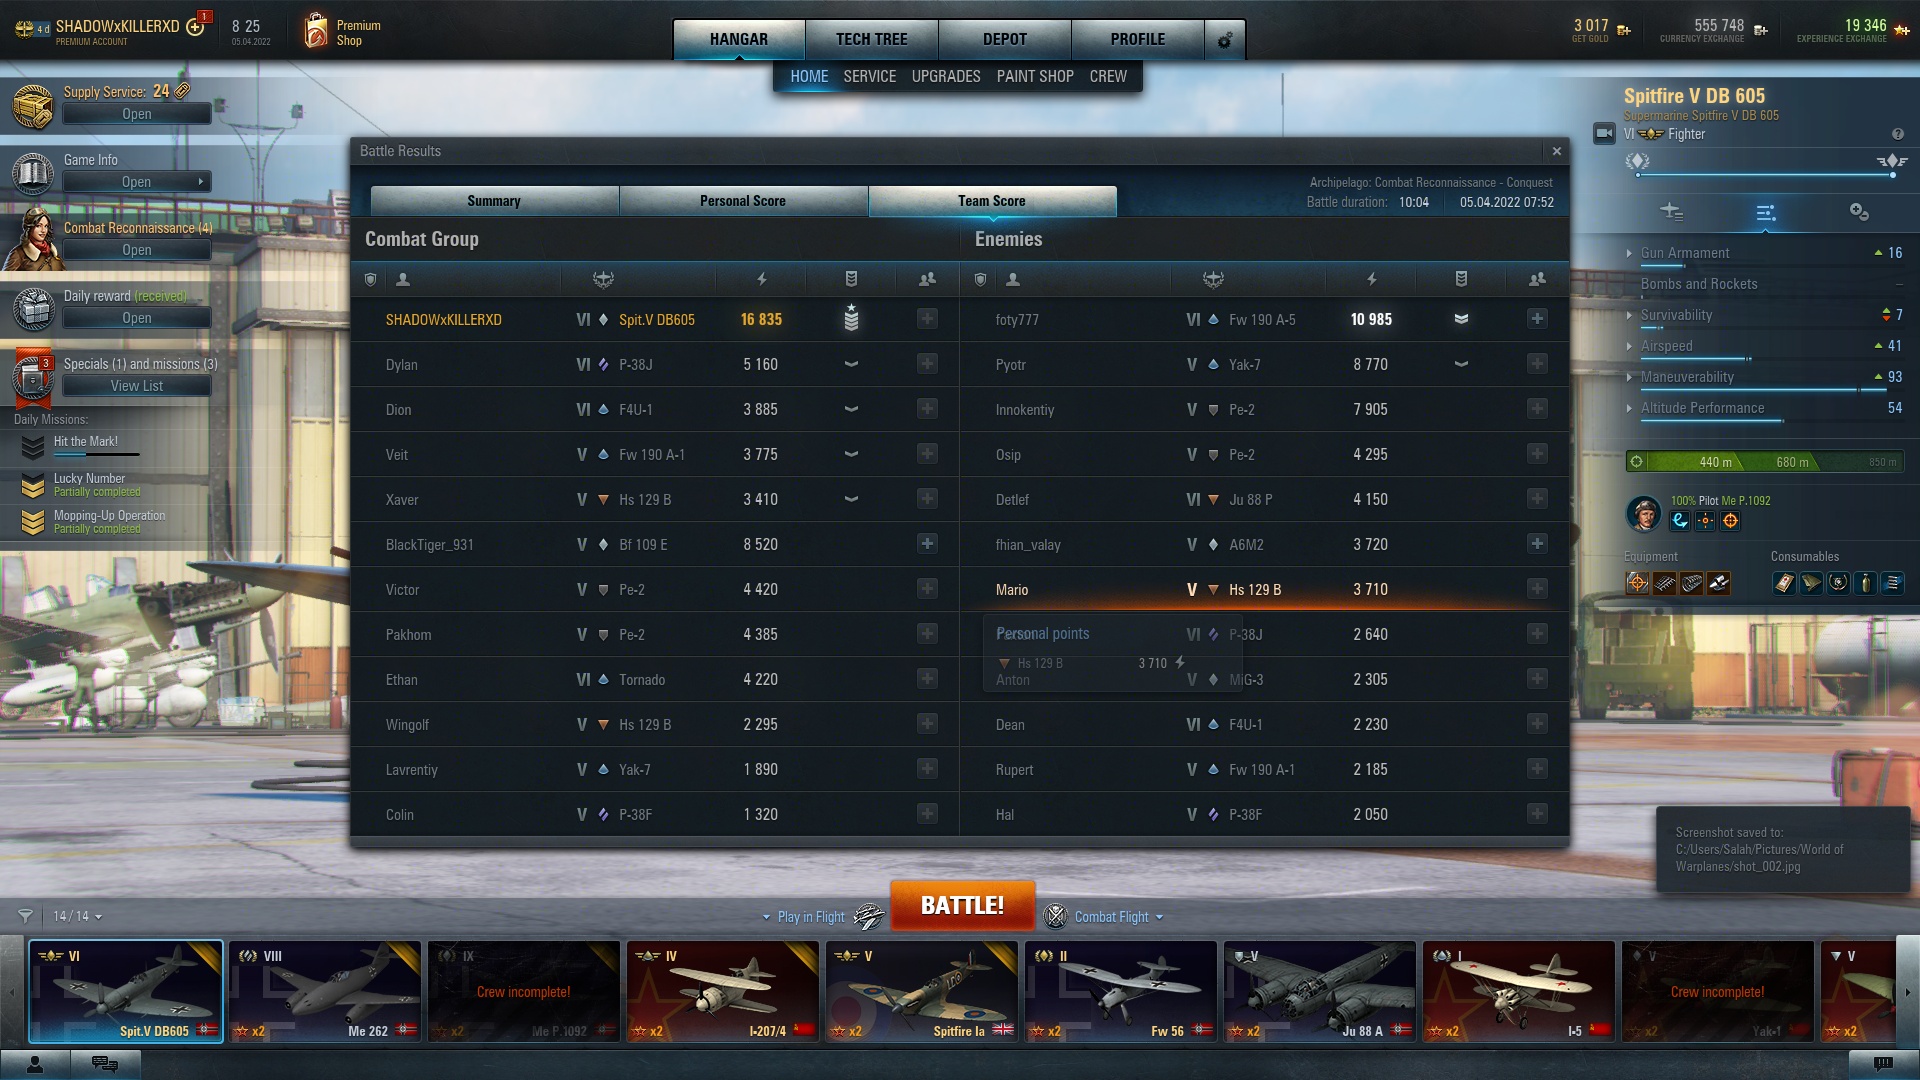 4 d SHADOWxKILLERXD 1
PREMIUM ACCOUNT
8 25
05.04.2022
Premium
Shop
HANGAR TECH TREE DEPOT PROFILE
HOME SERVICE UPGRADES PAINT SHOP CREW
3 017
GET GOLD
555 748
CURRENCY EXCHANGE
19 346
EXPERIENCE EXCHANGE
Supply Service: 24
Open
Game Info
Open
Combat Reconnaissance (4)
Open
Daily reward (received)
Open
3
Specials (1) and missions (3)
View List
Daily Missions:
Hit the Mark!
Lucky Number
Partially completed
Mopping-Up Operation
Partially completed
Battle Results
Summary Personal Score Team Score
Archipelago: Combat Reconnaissance - Conquest
Battle duration: 10:04 05.04.2022 07:52
Combat Group
SHADOWxKILLERXD VI Spit.V DB605 16 835
Dylan VI P-38J 5 160
Dion VI F4U-1 3 885
Veit V Fw 190 A-1 3 775
Xaver V Hs 129 B 3 410
BlackTiger_931 V Bf 109 E 8 520
Victor V Pe-2 4 420
Pakhom V Pe-2 4 385
Ethan VI Tornado 4 220
Wingolf V Hs 129 B 2 295
Lavrentiy V Yak-7 1 890
Colin V P-38F 1 320
Enemies
foty777 VI Fw 190 A-5 10 985
Pyotr V Yak-7 8 770
Innokentiy V Pe-2 7 905
Osip V Pe-2 4 295
Detlef VI Ju 88 P 4 150
fhian_valay V A6M2 3 720
Mario V Hs 129 B 3 710
VI P-38J 2 640
Personal points
Hs 129 B 3 710
Anton V MiG-3 2 305
Dean VI F4U-1 2 230
Rupert V Fw 190 A-1 2 185
Hal V P-38F 2 050
Spitfire V DB 605
Supermarine Spitfire V DB 605
VI Fighter
Gun Armament 16
Bombs and Rockets –
Survivability 7
Airspeed 41
Maneuverability 93
Altitude Performance 54
440 m 680 m 850 m
100% Pilot Me P.1092
Equipment Consumables
Screenshot saved to:
C:/Users/Salah/Pictures/World of
Warplanes/shot_002.jpg
14 / 14
Play in Flight
BATTLE!
Combat Flight
VI Spit.V DB605
VIII x2 Me 262
IX Crew incomplete! x2 Me P.1092
IV x2 I-207/4
V x2 Spitfire Ia
II x2 Fw 56
V x2 Ju 88 A
I x2 I-5
V Crew incomplete! x2 Yak-1
V x2